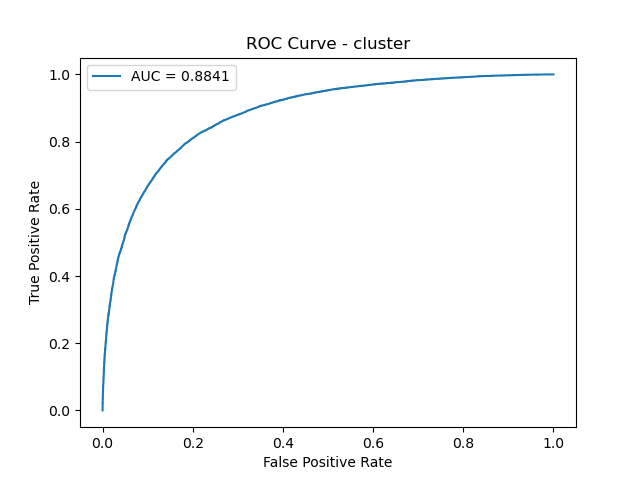 ROC Curve - cluster
AUC = 0.8841
True Positive Rate
1.0
0.8
0.6
0.4
0.2
0.0
0.0 0.2 0.4 0.6 0.8 1.0
False Positive Rate